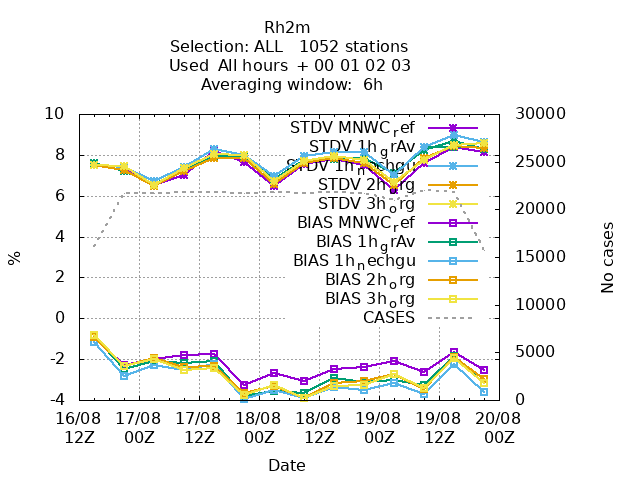 Rh2m
Selection: ALL 1052 stations
Used All hours + 00 01 02 03
Averaging window: 6h
10
8
6
4
2
0
-2
-4
%
30000
25000
20000
15000
10000
5000
0
No cases
STDV MNWC_ref
STDV 1h_grAv
STDV 1h_nechgu
STDV 2h_org
STDV 3h_org
BIAS MNWC_ref
BIAS 1h_grAv
BIAS 1h_nechgu
BIAS 2h_org
BIAS 3h_org
CASES
16/08 17/08 17/08 18/08 18/08 19/08 19/08 20/08
12Z 00Z 12Z 00Z 12Z 00Z 12Z 00Z
Date